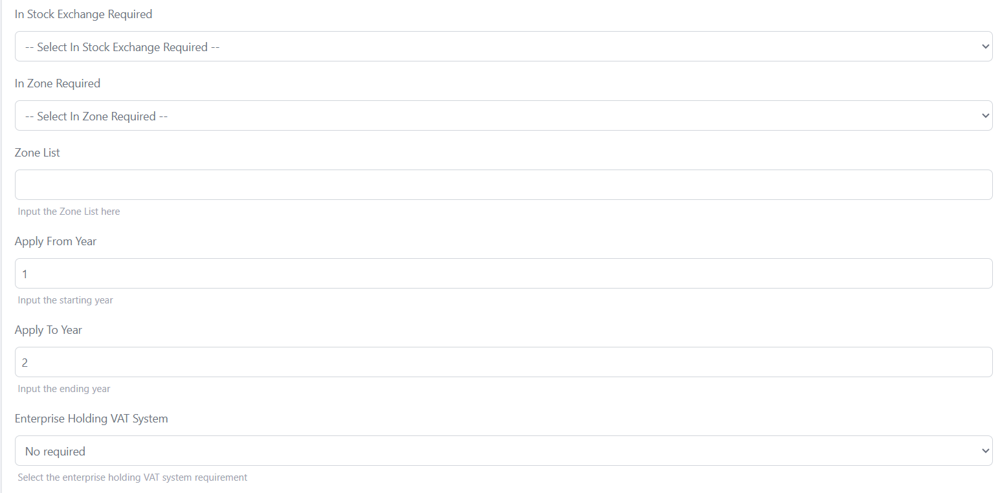 In Stock Exchange Required
-- Select In Stock Exchange Required --
In Zone Required
-- Select In Zone Required --
Zone List
Input the Zone List here
Apply From Year
1
Input the starting year
Apply To Year
2
Input the ending year
Enterprise Holding VAT System
No required
Select the enterprise holding VAT system requirement